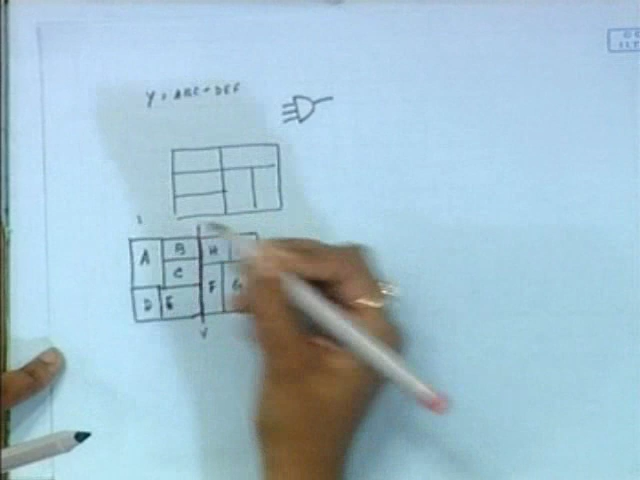 Y = ABC + DEF
A B H
C
D E F G
V